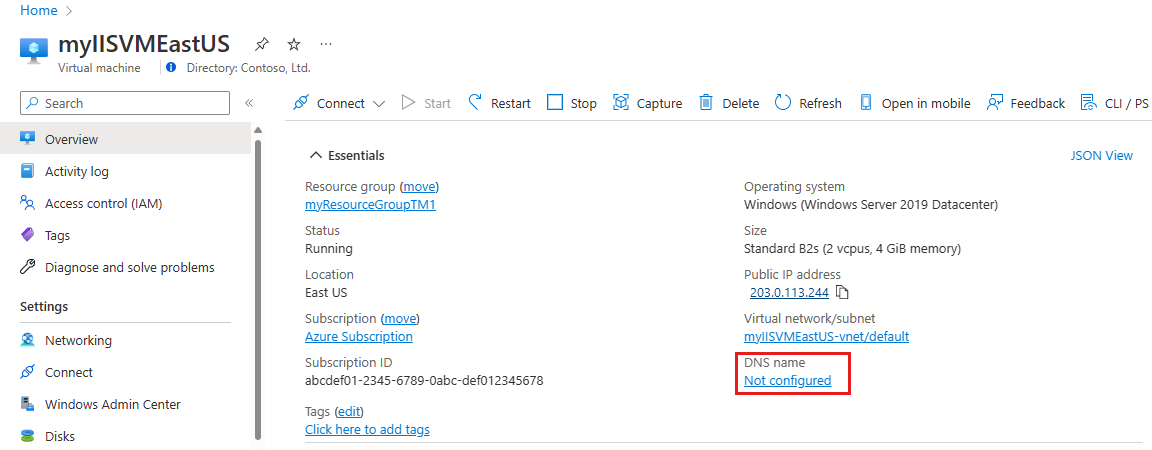 Home >
myIISVMEastUS
Virtual machine
Directory: Contoso, Ltd.
Search
Overview
Activity log
Access control (IAM)
Tags
Diagnose and solve problems
Settings
Networking
Connect
Windows Admin Center
Disks
Connect
Start
Restart
Stop
Capture
Delete
Refresh
Open in mobile
Feedback
CLI / PS
Essentials
JSON View
Resource group (move)
myResourceGroupTM1
Status
Running
Location
East US
Subscription (move)
Azure Subscription
Subscription ID
abcdef01-2345-6789-0abc-def012345678
Tags (edit)
Click here to add tags
Operating system
Windows (Windows Server 2019 Datacenter)
Size
Standard B2s (2 vcpus, 4 GiB memory)
Public IP address
203.0.113.244
Virtual network/subnet
myIISVMEastUS-vnet/default
DNS name
Not configured